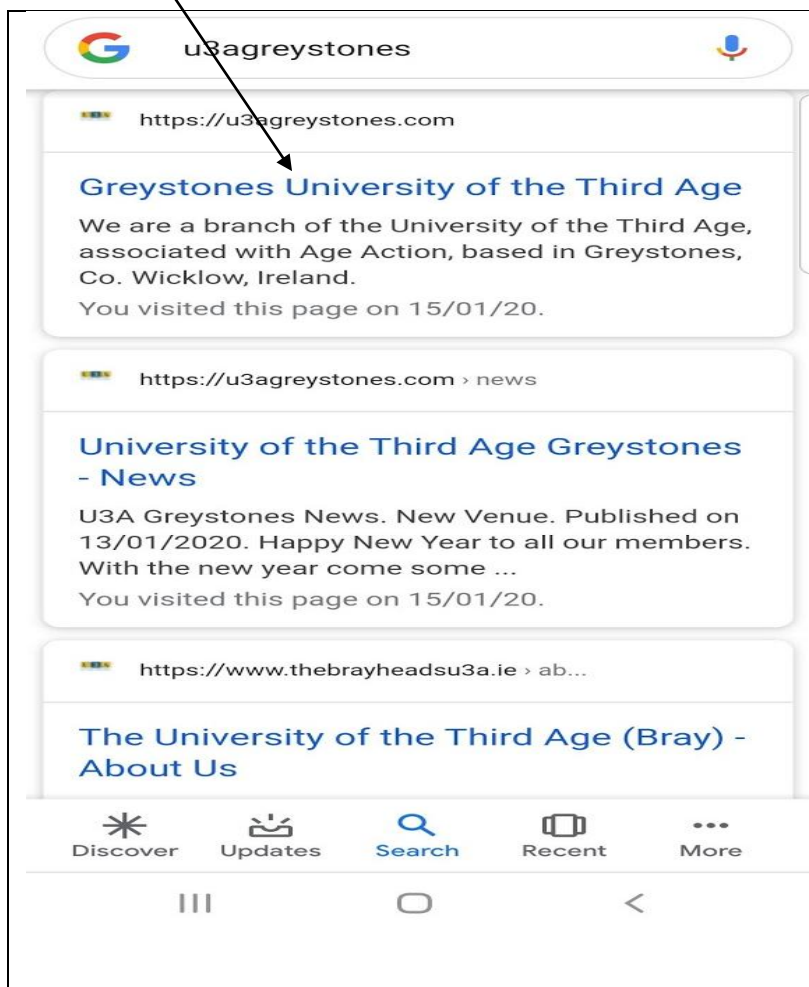 u3agreystones
https://u3agreystones.com
Greystones University of the Third Age
We are a branch of the University of the Third Age,
associated with Age Action, based in Greystones,
Co. Wicklow, Ireland.
You visited this page on 15/01/20.
https://u3agreystones.com › news
University of the Third Age Greystones
- News
U3A Greystones News. New Venue. Published on
13/01/2020. Happy New Year to all our members.
With the new year come some ...
You visited this page on 15/01/20.
https://www.thebrayheadsu3a.ie › ab...
The University of the Third Age (Bray) -
About Us
Discover Updates Search Recent More